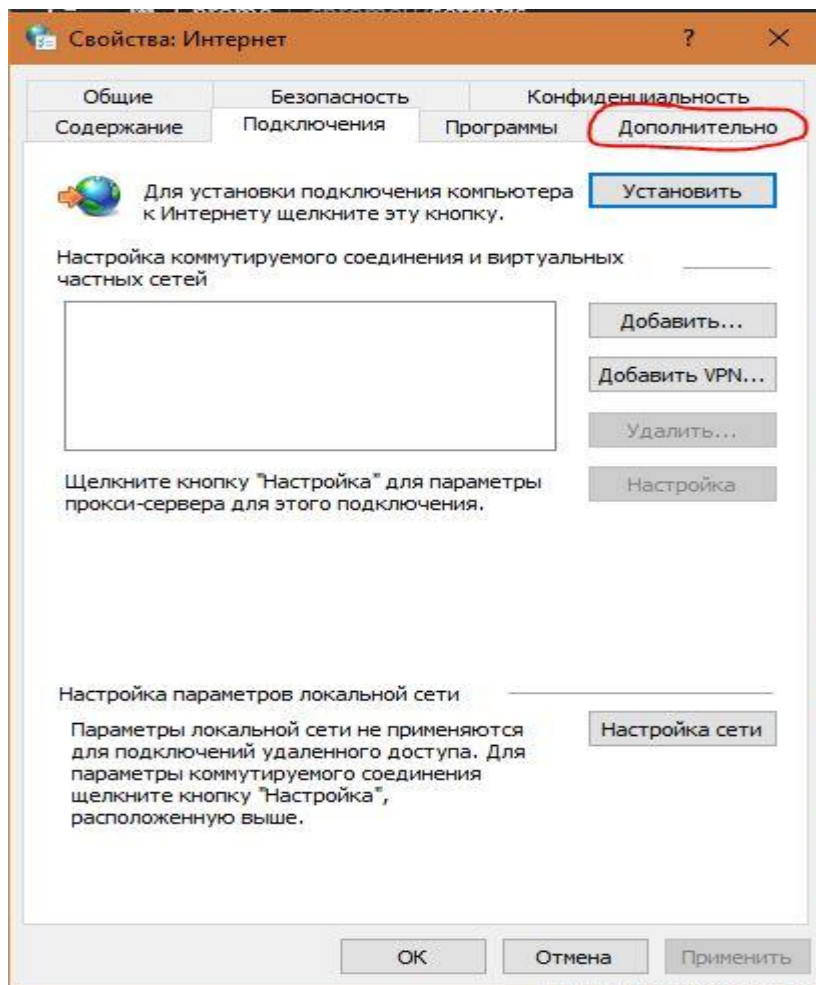 Свойства: Интернет
Общие Безопасность Конфиденциальность
Содержание Подключения Программы Дополнительно
Для установки подключения компьютера
к Интернету щелкните эту кнопку.
Установить
Настройка коммутируемого соединения и виртуальных
частных сетей
Добавить...
Добавить VPN...
Удалить...
Щелкните кнопку "Настройка" для параметры
прокси-сервера для этого подключения.
Настройка
Настройка параметров локальной сети
Параметры локальной сети не применяются
для подключений удаленного доступа. Для
параметры коммутируемого соединения
щелкните кнопку "Настройка",
расположенную выше.
Настройка сети
ОК Отмена Применить